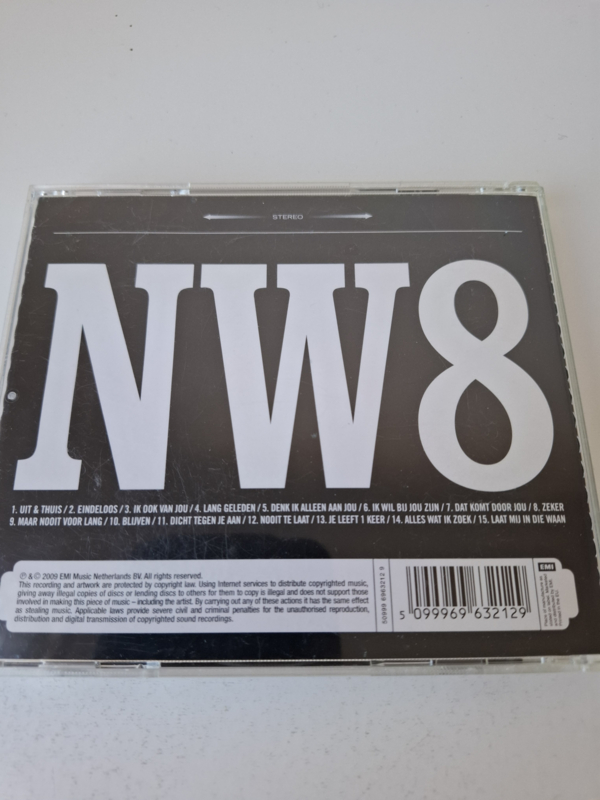 STEREO
NW8
1. UIT & THUIS / 2. EINDELOOS / 3. IK OOK VAN JOU / 4. LANG GELEDEN / 5. DENK IK ALLEEN AAN JOU / 6. IK WIL BIJ JOU ZIJN / 7. DAT KOMT DOOR JOU / 8. ZEKER
9. MAAR NOOIT VOOR LANG / 10. BLIJVEN / 11. DICHT TEGEN JE AAN / 12. NOOIT TE LAAT / 13. JE LEEFT 1 KEER / 14. ALLES WAT IK ZOEK / 15. LAAT MIJ IN DIE WAAN
℗ & © 2009 EMI Music Netherlands BV. All rights reserved.
This recording and artwork are protected by copyright law. Using Internet services to distribute copyrighted music,
giving away illegal copies of discs or lending discs to others for them to copy is illegal and does not support those
involved in making this piece of music – including the artist. By carrying out any of these actions it has the same effect
as stealing music. Applicable laws provide severe civil and criminal penalties for the unauthorised reproduction,
distribution and digital transmission of copyrighted sound recordings.
50999 6963212 9
5 099969 632129
EMI